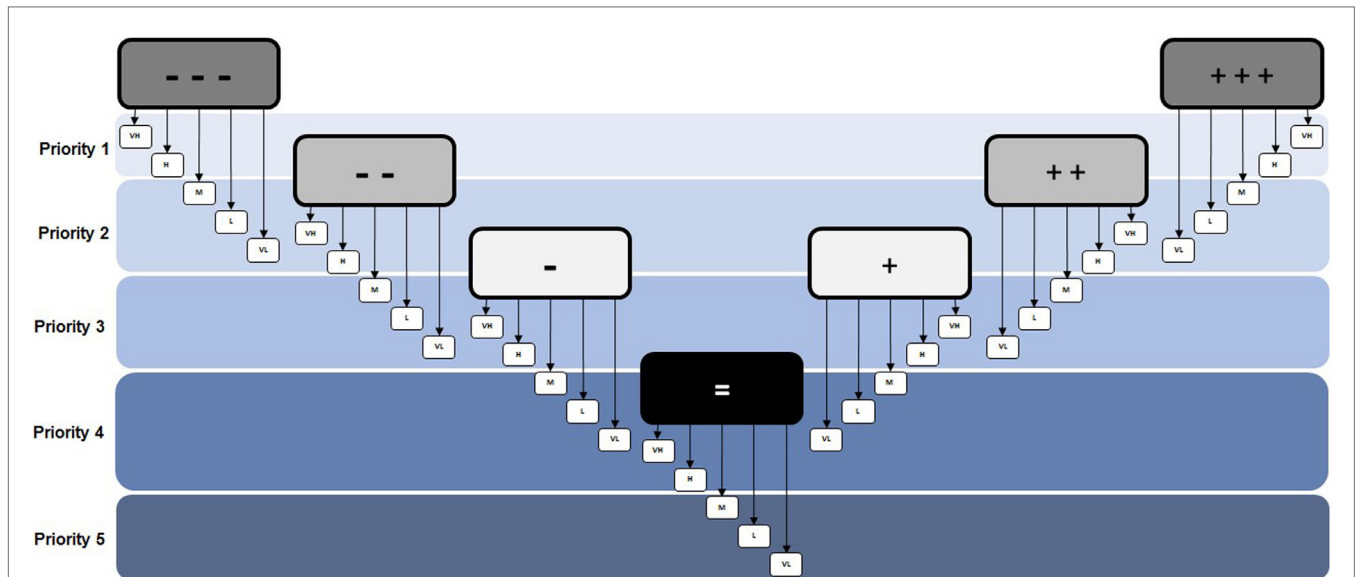 - - -
+ + +
VH
VH
Priority 1
H
H
- -
+ +
M
M
L
L
Priority 2
VH
VH
VL
VL
H
H
-
+
M
M
L
L
Priority 3
VH
VH
VL
VL
H
H
=
M
M
L
L
Priority 4
VL
VL
VH
H
M
L
Priority 5
VL